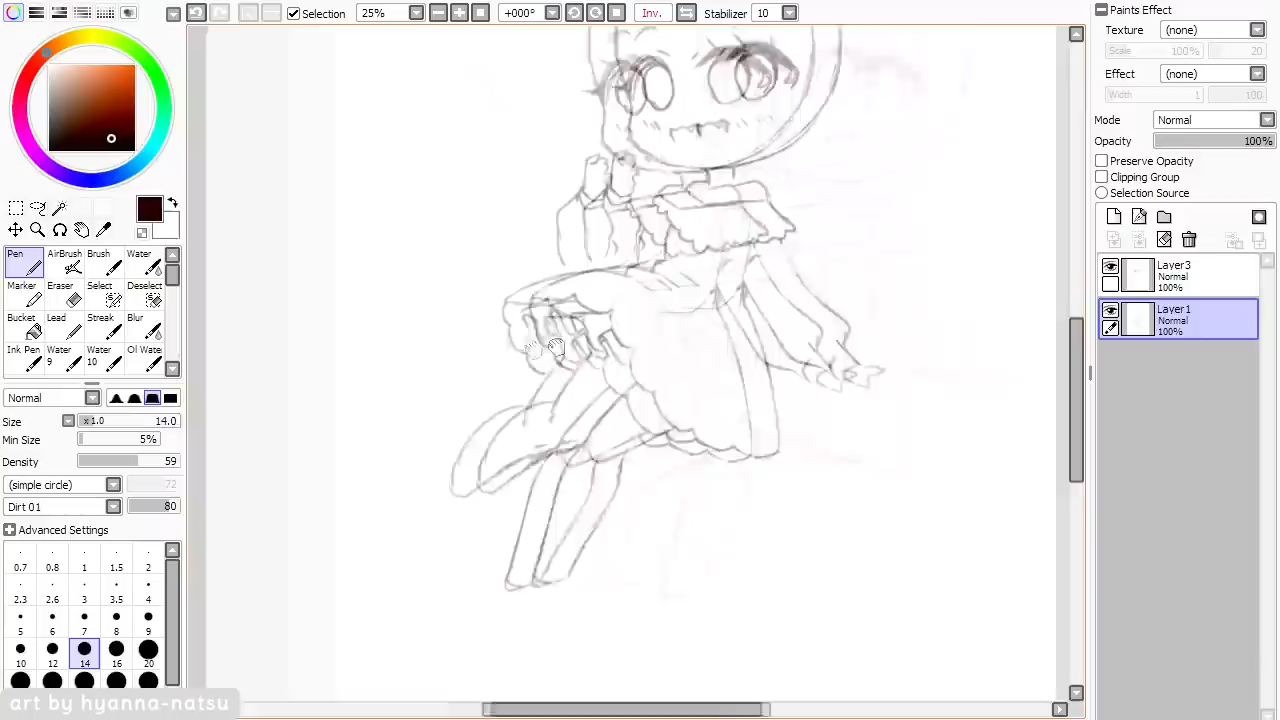 Selection 25% +000° Inv. Stabilizer 10
Pen AirBrush Brush Water
Marker Eraser Select Deselect
Bucket Lead Streak Blur
Ink Pen Water 9 Water 10 Ol Wate
Normal
Size x1.0 14.0
Min Size 5%
Density 59
(simple circle) 72
Dirt 01 80
Advanced Settings
0.7 0.8 1 1.5 2
2.3 2.6 3 3.5 4
5 6 7 8 9
10 12 14 16 20
art by hyanna-natsu
Paints Effect
Texture (none)
Scale 100% 20
Effect (none)
Width 1 100
Mode Normal
Opacity 100%
Preserve Opacity
Clipping Group
Selection Source
Layer3
Normal
100%
Layer1
Normal
100%